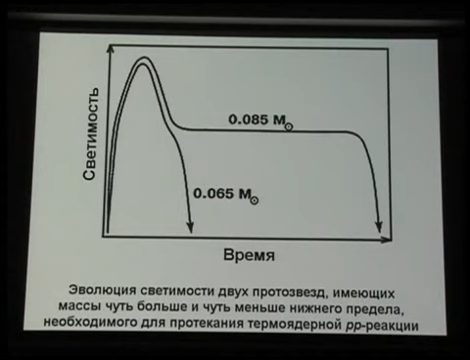 Светимость
0.085 M☉
0.065 M☉
Время
Эволюция светимости двух протозвезд, имеющих
массы чуть больше и чуть меньше нижнего предела,
необходимого для протекания термоядерной pp-реакции